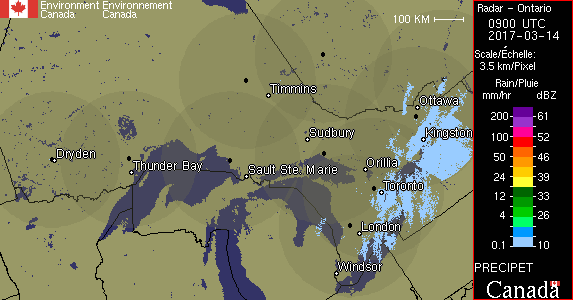 Environment Environnement
Canada Canada
100 KM
Timmins
Ottawa
Sudbury
Kingston
Dryden
Thunder Bay
Sault Ste. Marie
Orillia
Toronto
London
Windsor
Radar - Ontario
0900 UTC
2017-03-14
Scale/Échelle:
3.5 km/Pixel
Rain/Pluie
mm/hr dBZ
200 61
100 52
50 46
24 39
12 33
4 26
0.1 10
PRECIPET
Canada